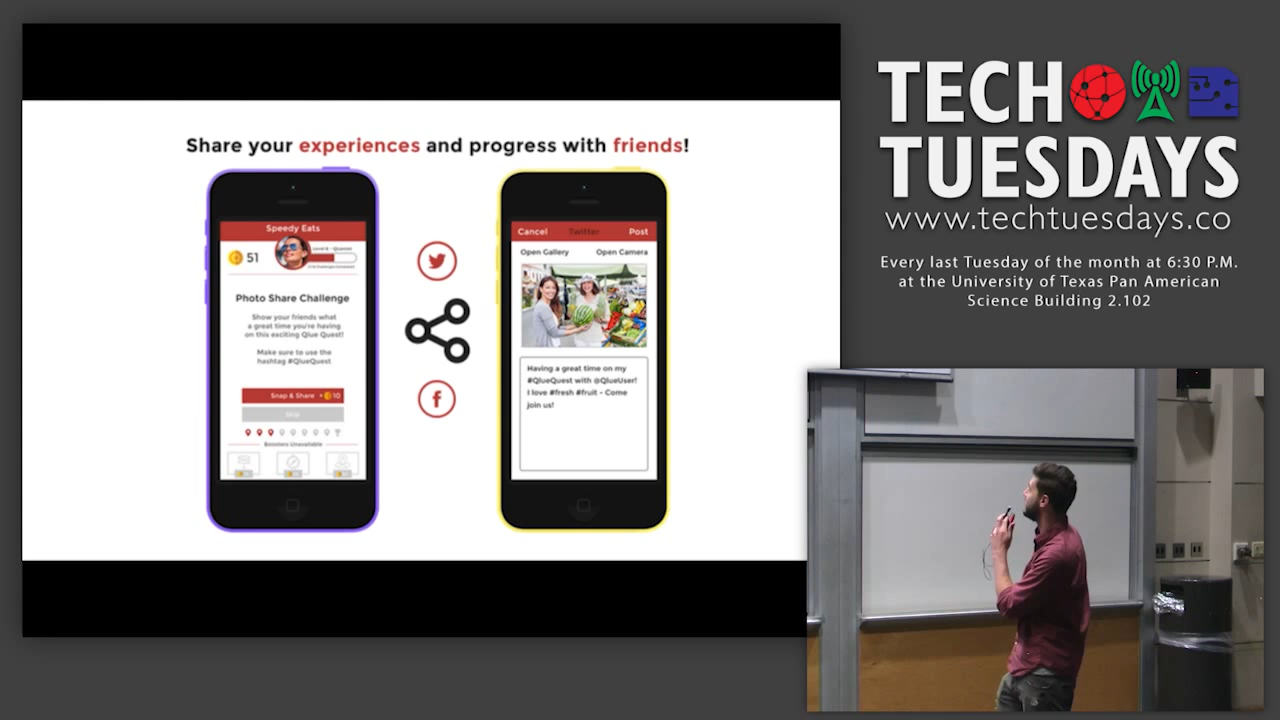 Share your experiences and progress with friends!
Speedy Eats
51
Photo Share Challenge
Show your friends what
a great time you're having
on this exciting Qlue Quest!
Make sure to use the
hashtag #QlueQuest
Snap & Share + 10
Skip
Boosters Unavailable
Cancel Twitter Post
Open Gallery Open Camera
Having a great time on my
#QlueQuest with @QlueUser!
I love #fresh #fruit - Come
join us!
TECH
TUESDAYS
www.techtuesdays.co
Every last Tuesday of the month at 6:30 P.M.
at the University of Texas Pan American
Science Building 2.102